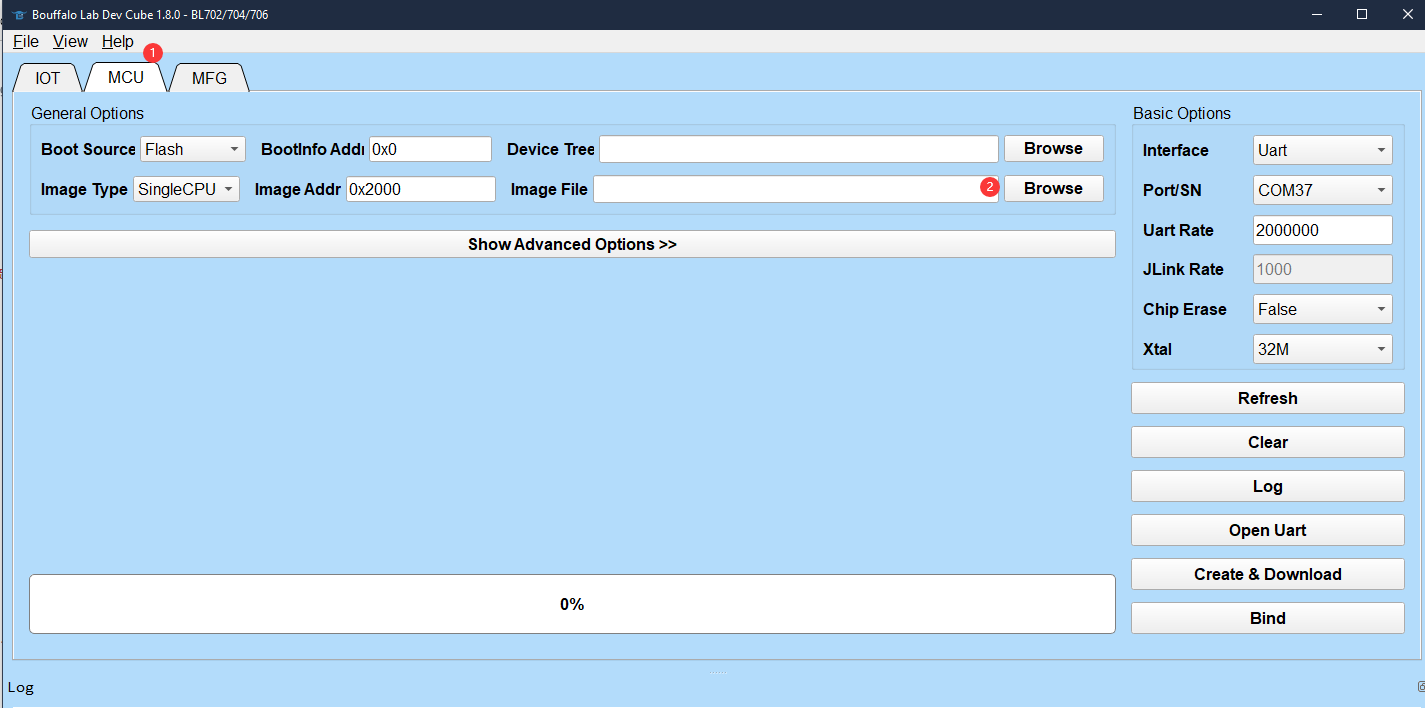 Bouffalo Lab Dev Cube 1.8.0 - BL702/704/706
File View Help
1
IOT MCU MFG
General Options
Boot Source Flash BootInfo Addr 0x0 Device Tree Browse
Image Type SingleCPU Image Addr 0x2000 Image File 2 Browse
Show Advanced Options >>
0%
Basic Options
Interface Uart
Port/SN COM37
Uart Rate 2000000
JLink Rate 1000
Chip Erase False
Xtal 32M
Refresh
Clear
Log
Open Uart
Create & Download
Bind
Log